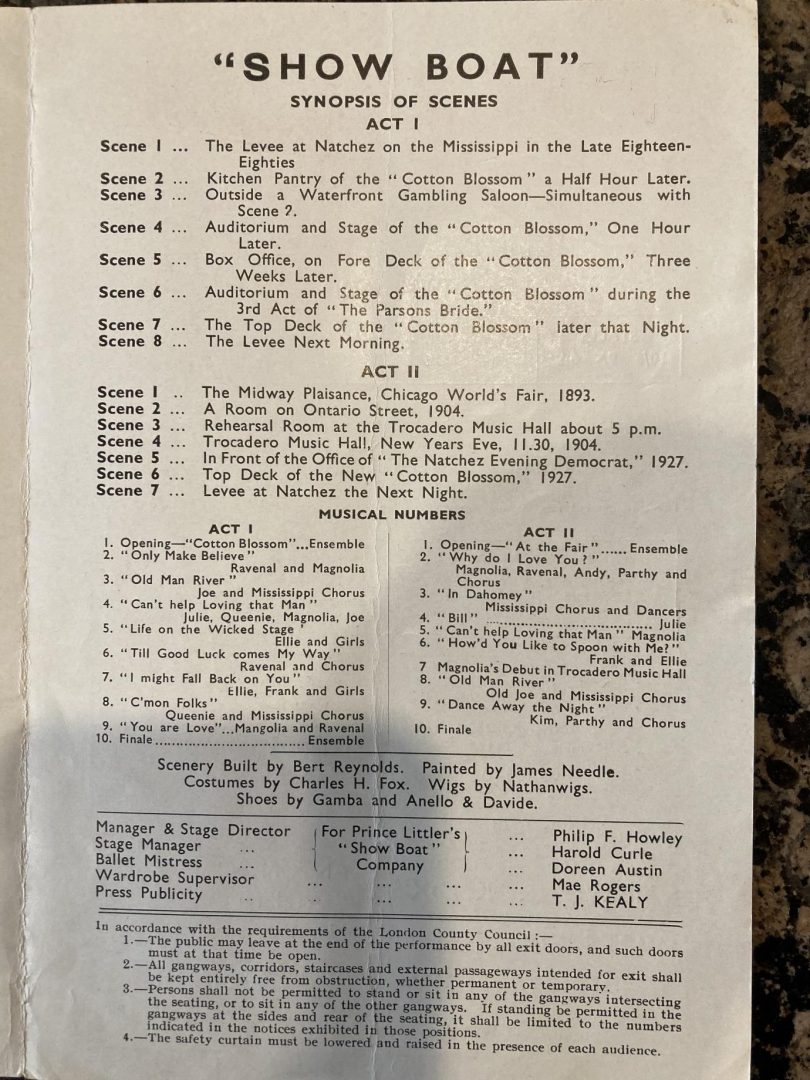 “SHOW BOAT”
SYNOPSIS OF SCENES
ACT I
Scene 1 ... The Levee at Natchez on the Mississippi in the Late Eighteen-
Eighties
Scene 2 ... Kitchen Pantry of the “Cotton Blossom” a Half Hour Later.
Scene 3 ... Outside a Waterfront Gambling Saloon—Simultaneous with
Scene 2.
Scene 4 ... Auditorium and Stage of the “Cotton Blossom,” One Hour
Later.
Scene 5 ... Box Office, on Fore Deck of the “Cotton Blossom,” Three
Weeks Later.
Scene 6 ... Auditorium and Stage of the “Cotton Blossom” during the
3rd Act of “The Parsons Bride.”
Scene 7 ... The Top Deck of the “Cotton Blossom” later that Night.
Scene 8 ... The Levee Next Morning.
ACT II
Scene 1 .. The Midway Plaisance, Chicago World's Fair, 1893.
Scene 2 ... A Room on Ontario Street, 1904.
Scene 3 ... Rehearsal Room at the Trocadero Music Hall about 5 p.m.
Scene 4 ... Trocadero Music Hall, New Years Eve, 11.30, 1904.
Scene 5 ... In Front of the Office of “The Natchez Evening Democrat,” 1927.
Scene 6 ... Top Deck of the New “Cotton Blossom,” 1927.
Scene 7 ... Levee at Natchez the Next Night.
MUSICAL NUMBERS
ACT I
1. Opening—“Cotton Blossom”...Ensemble
2. “Only Make Believe”
Ravenal and Magnolia
3. “Old Man River”
Joe and Mississippi Chorus
4. “Can't help Loving that Man”
Julie, Queenie, Magnolia, Joe
5. “Life on the Wicked Stage '
Ellie and Girls
6. “Till Good Luck comes My Way”
Ravenal and Chorus
7. “I might Fall Back on You”
Ellie, Frank and Girls
8. “C'mon Folks”
Queenie and Mississippi Chorus
9. “You are Love”...Mangolia and Ravenal
10. Finale.................................... Ensemble
ACT II
1. Opening—“At the Fair”...... Ensemble
2. “Why do I Love You?”
Magnolia, Ravenal, Andy, Parthy and
Chorus
3. “In Dahomey”
Mississippi Chorus and Dancers
4. “Bill” ........................................ Julie
5. “Can't help Loving that Man” Magnolia
6. “How'd You Like to Spoon with Me?”
Frank and Ellie
7 Magnolia's Debut in Trocadero Music Hall
8. “Old Man River”
Old Joe and Mississippi Chorus
9. “Dance Away the Night”
Kim, Parthy and Chorus
10. Finale
Scenery Built by Bert Reynolds. Painted by James Needle.
Costumes by Charles H. Fox. Wigs by Nathanwigs.
Shoes by Gamba and Anello & Davide.
Manager & Stage Director For Prince Littler's ... Philip F. Howley
Stage Manager ... “Show Boat” ... Harold Curle
Ballet Mistress ... Company ... Doreen Austin
Wardrobe Supervisor ... ... ... ... Mae Rogers
Press Publicity .. . ... ... ... T. J. KEALY
In accordance with the requirements of the London County Council :—
1.—The public may leave at the end of the performance by all exit doors, and such doors
must at that time be open.
2.—All gangways, corridors, staircases and external passageways intended for exit shall
be kept entirely free from obstruction, whether permanent or temporary.
3.—Persons shall not be permitted to stand or sit in any of the gangways intersecting
the seating, or to sit in any of the other gangways. If standing be permitted in the
gangways at the sides and rear of the seating, it shall be limited to the numbers
indicated in the notices exhibited in those positions.
4.—The safety curtain must be lowered and raised in the presence of each audience.